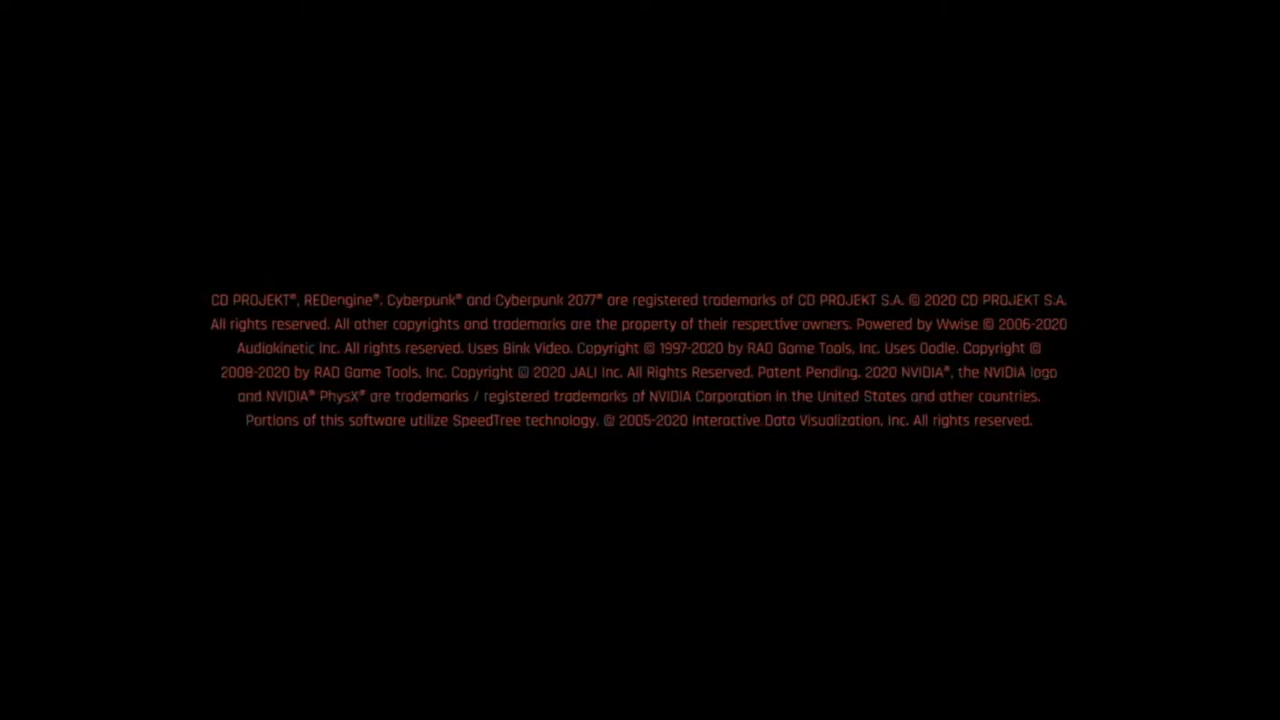 CD PROJEKT®, REDengine®, Cyberpunk® and Cyberpunk 2077® are registered trademarks of CD PROJEKT S.A. © 2020 CD PROJEKT S.A.
All rights reserved. All other copyrights and trademarks are the property of their respective owners. Powered by Wwise © 2006-2020
Audiokinetic Inc. All rights reserved. Uses Bink Video. Copyright © 1997-2020 by RAD Game Tools, Inc. Uses Oodle. Copyright ©
2008-2020 by RAD Game Tools, Inc. Copyright © 2020 JALI Inc. All Rights Reserved. Patent Pending. 2020 NVIDIA®, the NVIDIA logo
and NVIDIA® PhysX® are trademarks / registered trademarks of NVIDIA Corporation in the United States and other countries.
Portions of this software utilize SpeedTree technology. © 2005-2020 Interactive Data Visualization, Inc. All rights reserved.